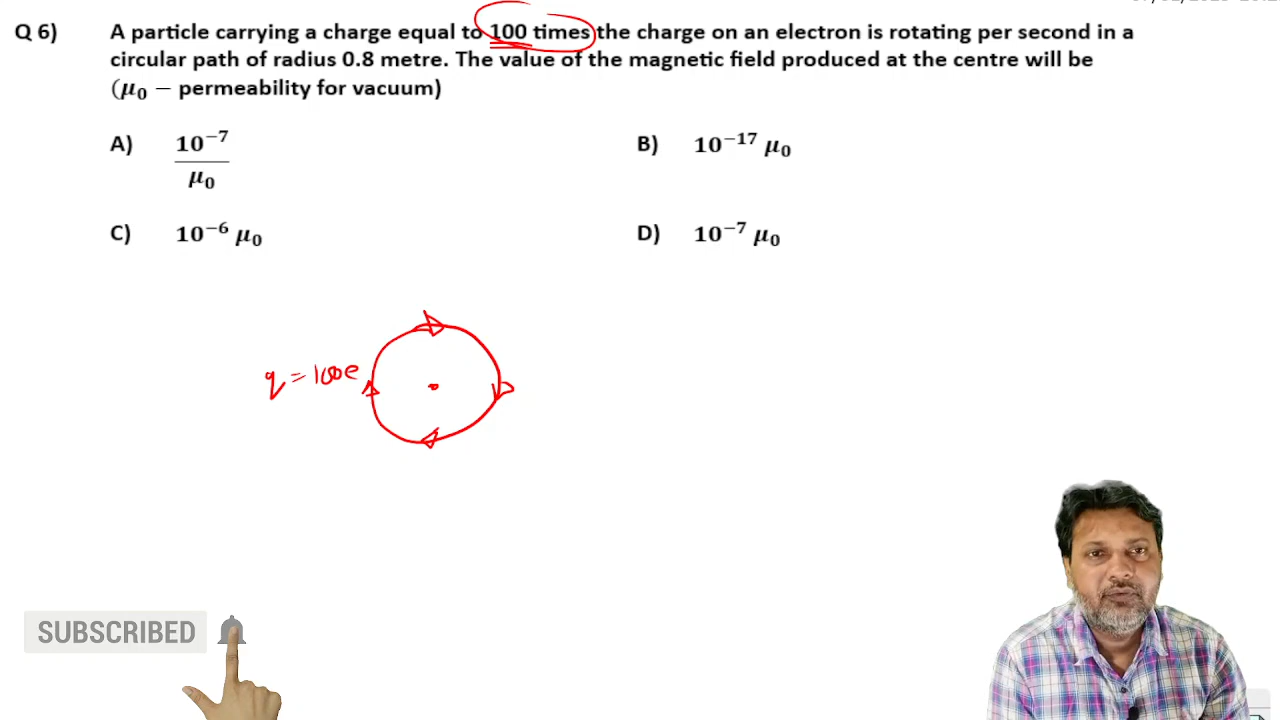 Q 6) A particle carrying a charge equal to 100 times the charge on an electron is rotating per second in a
circular path of radius 0.8 metre. The value of the magnetic field produced at the centre will be
(μ₀ – permeability for vacuum)
A) 10⁻⁷/μ₀ B) 10⁻¹⁷ μ₀
C) 10⁻⁶ μ₀ D) 10⁻⁷ μ₀
q = 100e
SUBSCRIBED